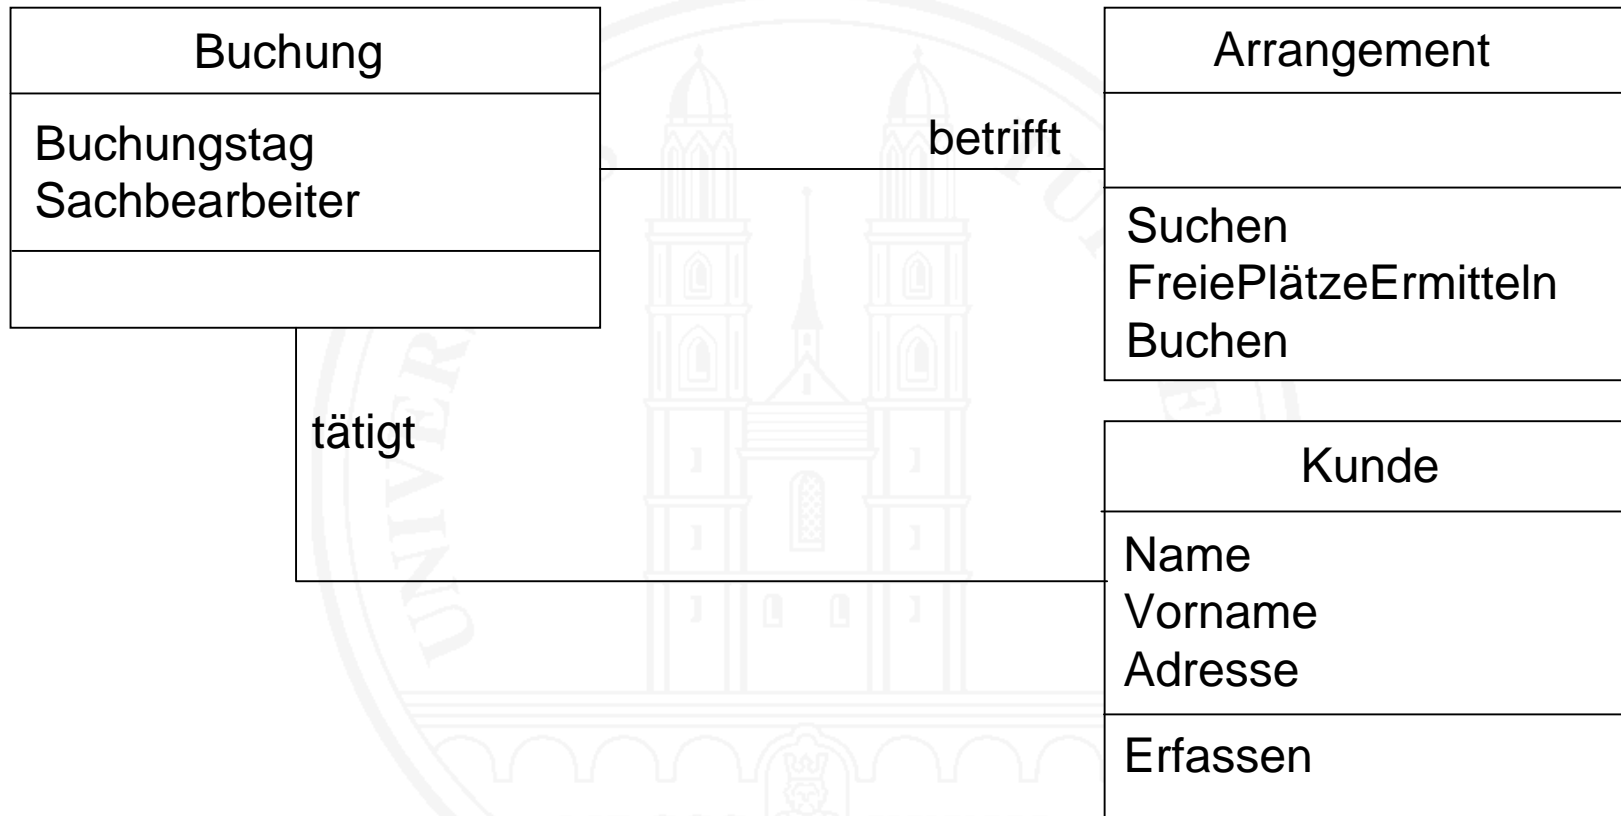 Buchung
Buchungstag
Sachbearbeiter
betrifft
Arrangement
Suchen
FreiePlätzeErmitteln
Buchen
tätigt
Kunde
Name
Vorname
Adresse
Erfassen